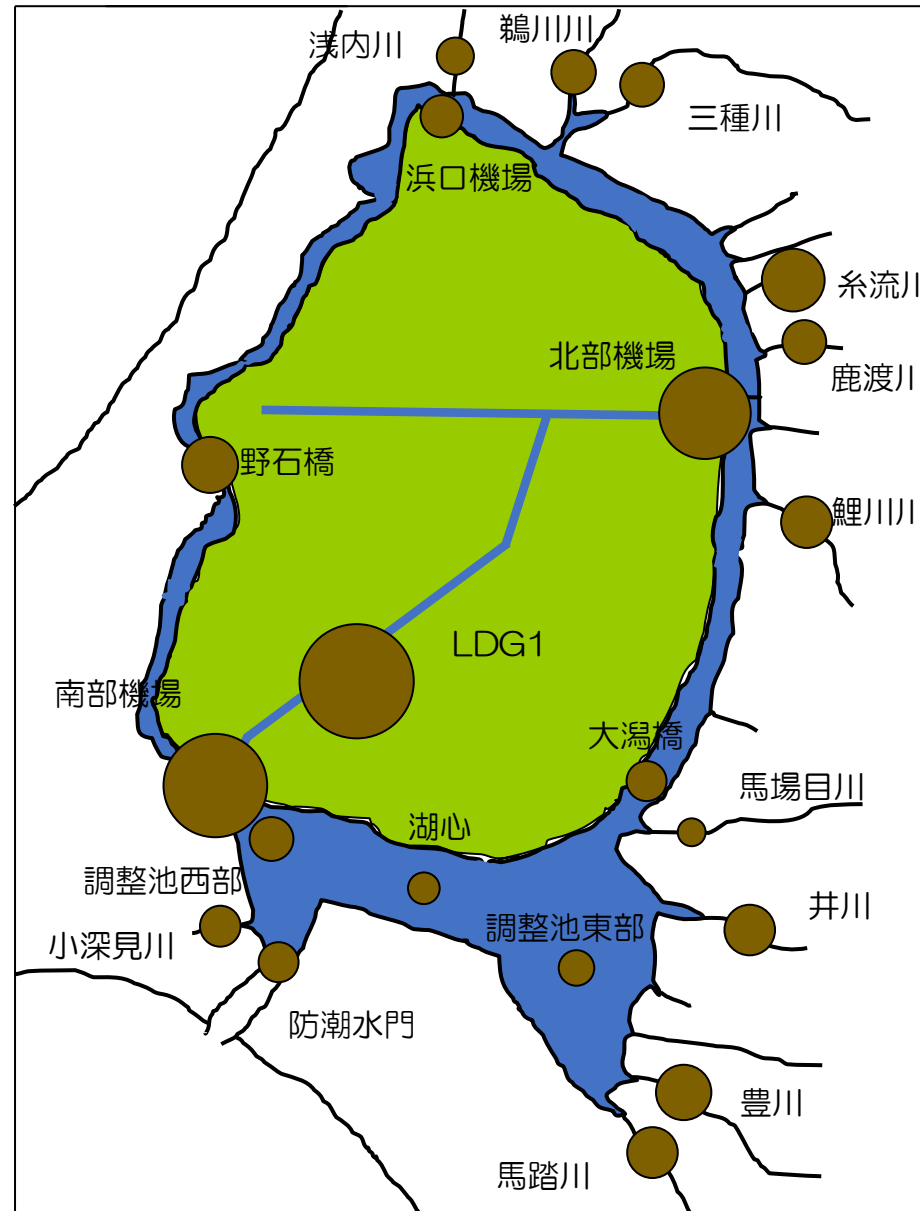 鵜川川
浅内川
三種川
浜口機場
糸流川
北部機場
鹿渡川
野石橋
鯉川川
LDG1
南部機場
大潟橋
馬場目川
湖心
調整池西部
井川
調整池東部
小深見川
防潮水門
豊川
馬踏川